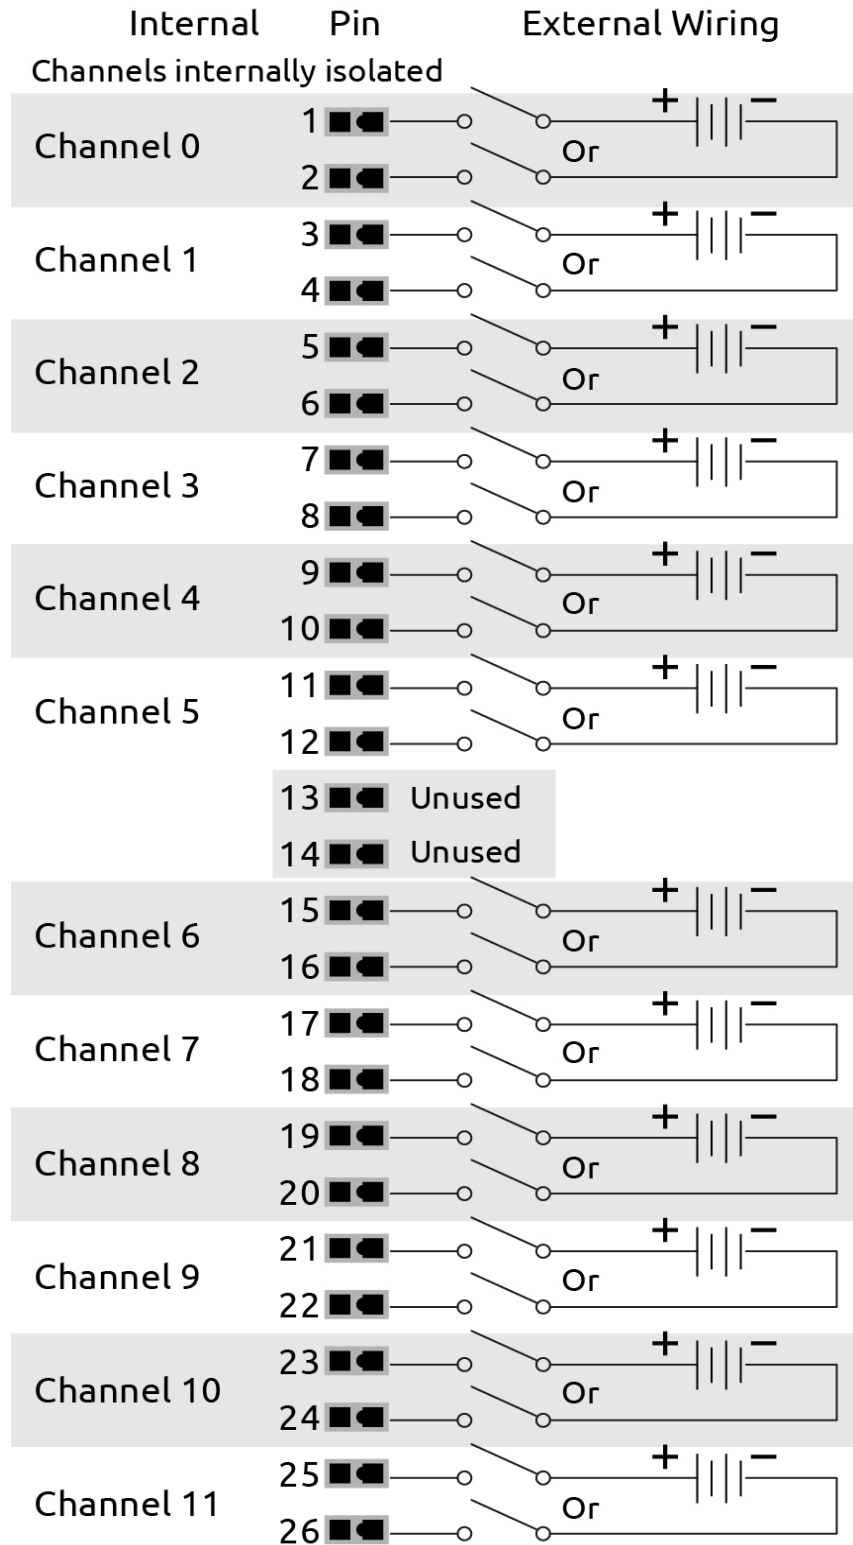 Internal Pin External Wiring
Channels internally isolated
1 + −
Channel 0 Or
2
3 + −
Channel 1 Or
4
5 + −
Channel 2 Or
6
7 + −
Channel 3 Or
8
9 + −
Channel 4 Or
10
11 + −
Channel 5 Or
12
13 Unused
14 Unused
15 + −
Channel 6 Or
16
17 + −
Channel 7 Or
18
19 + −
Channel 8 Or
20
21 + −
Channel 9 Or
22
23 + −
Channel 10 Or
24
25 + −
Channel 11 Or
26